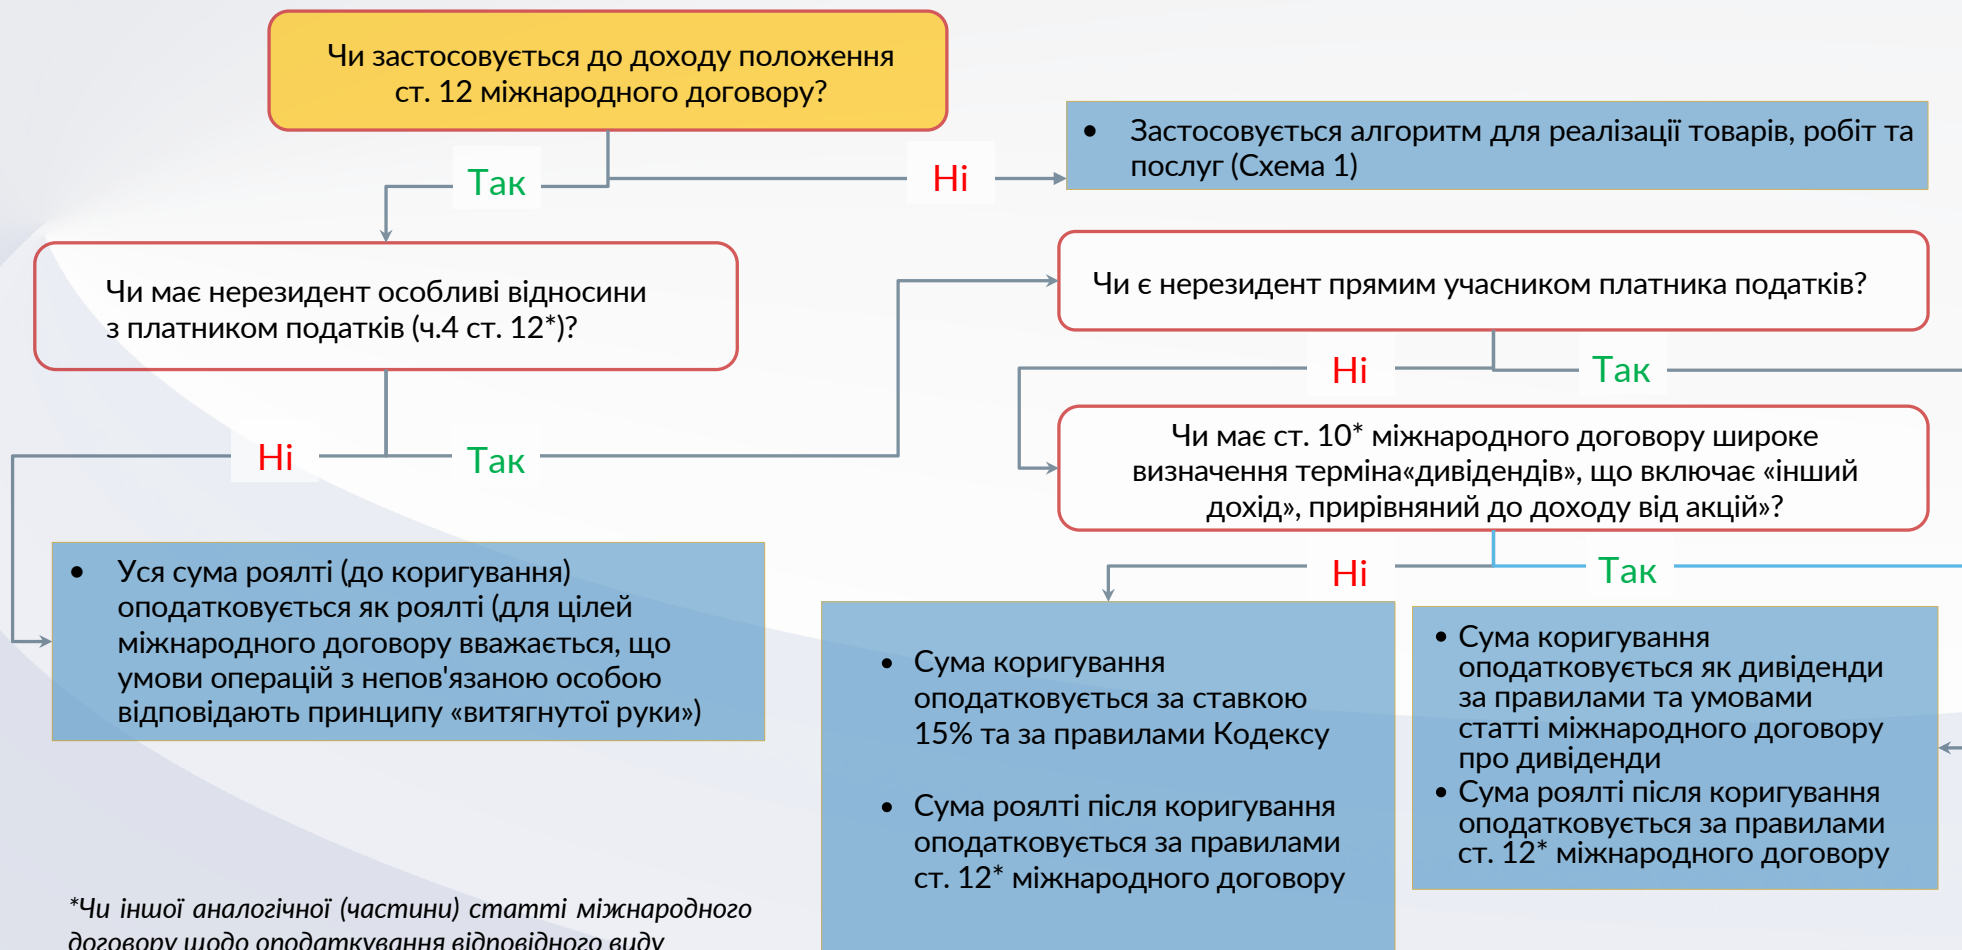 Чи застосовується до доходу положення
ст. 12 міжнародного договору?
Так
Ні
• Застосовується алгоритм для реалізації товарів, робіт та
послуг (Схема 1)
Чи має нерезидент особливі відносини
з платником податків (ч.4 ст. 12*)?
Ні
Так
Чи є нерезидент прямим учасником платника податків?
Ні
Так
Чи має ст. 10* міжнародного договору широке
визначення терміна«дивідендів», що включає «інший
дохід», прирівняний до доходу від акцій»?
Ні
Так
• Уся сума роялті (до коригування)
оподатковується як роялті (для цілей
міжнародного договору вважається, що
умови операцій з непов'язаною особою
відповідають принципу «витягнутої руки»)
• Сума коригування
оподатковується за ставкою
15% та за правилами Кодексу
• Сума роялті після коригування
оподатковується за правилами
ст. 12* міжнародного договору
• Сума коригування
оподатковується як дивіденди
за правилами та умовами
статті міжнародного договору
про дивіденди
• Сума роялті після коригування
оподатковується за правилами
ст. 12* міжнародного договору
*Чи іншої аналогічної (частини) статті міжнародного
договору щодо оподаткування відповідного виду